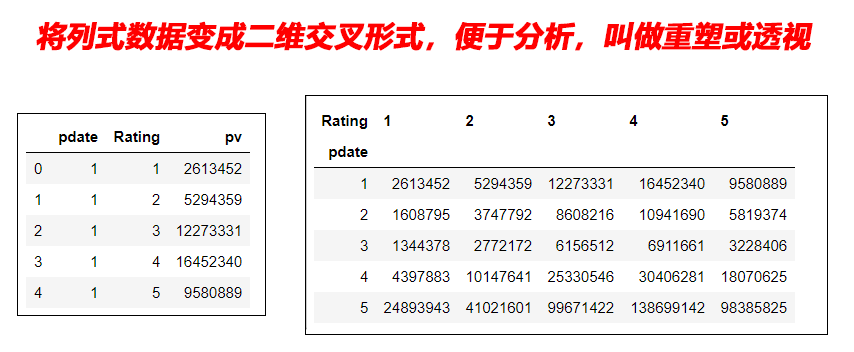 将列式数据变成二维交叉形式，便于分析，叫做重塑或透视
pdate Rating pv
0 1 1 2613452
1 1 2 5294359
2 1 3 12273331
3 1 4 16452340
4 1 5 9580889
Rating 1 2 3 4 5
pdate
1 2613452 5294359 12273331 16452340 9580889
2 1608795 3747792 8608216 10941690 5819374
3 1344378 2772172 6156512 6911661 3228406
4 4397883 10147641 25330546 30406281 18070625
5 24893943 41021601 99671422 138699142 98385825